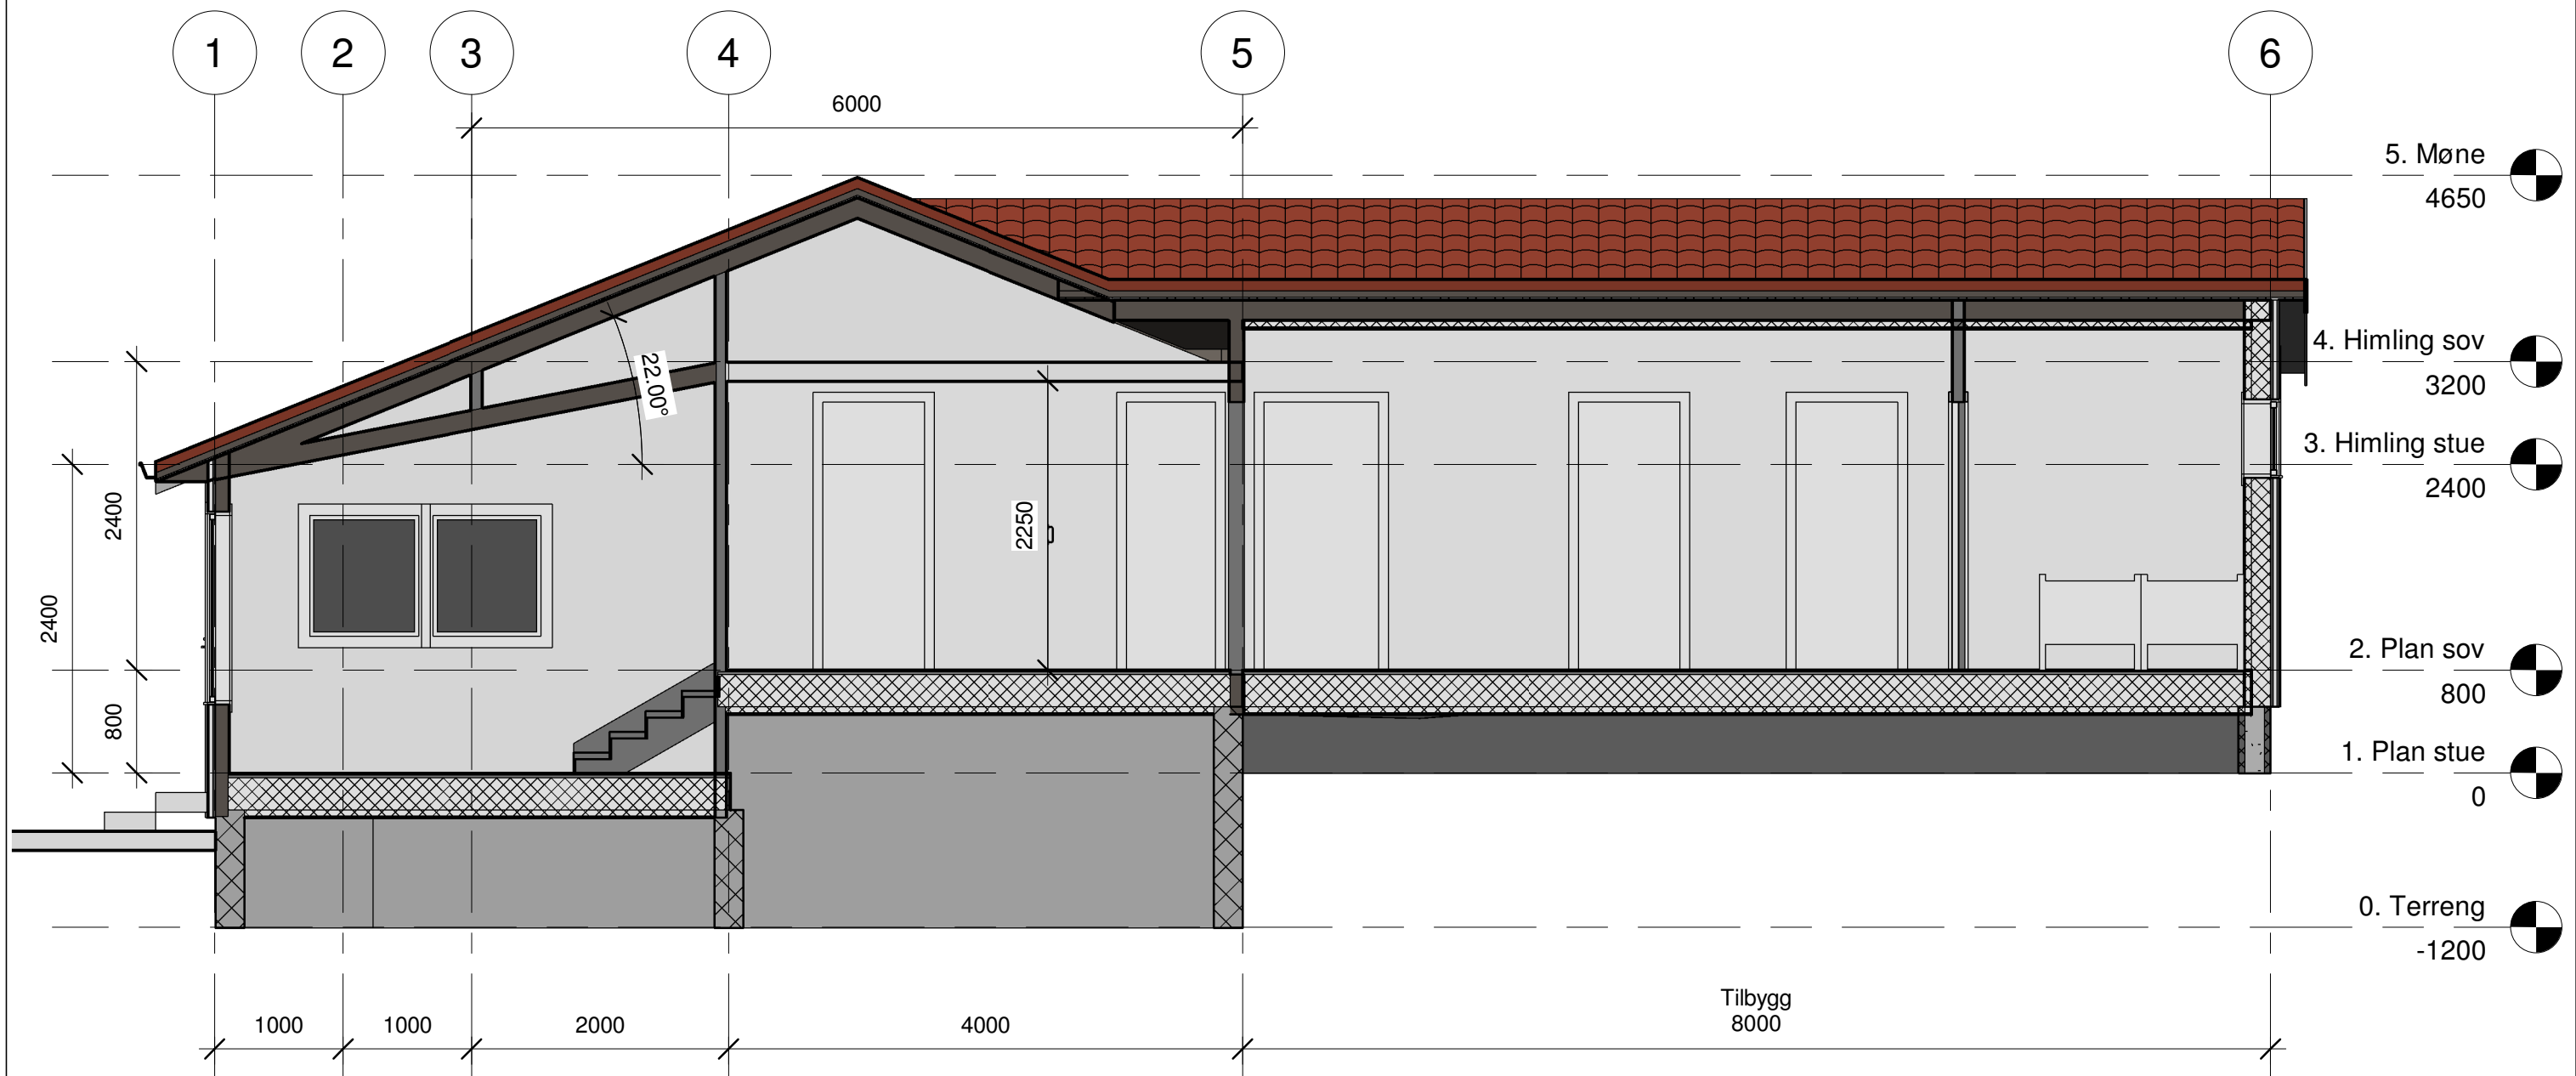 1 2 3 4 5 6
6000
5. Møne
4650
4. Himling sov
3200
22.00°
3. Himling stue
2400
2400
2250
2400
2. Plan sov
800
800
1. Plan stue
0
0. Terreng
-1200
Tilbygg
1000 1000 2000 4000 8000